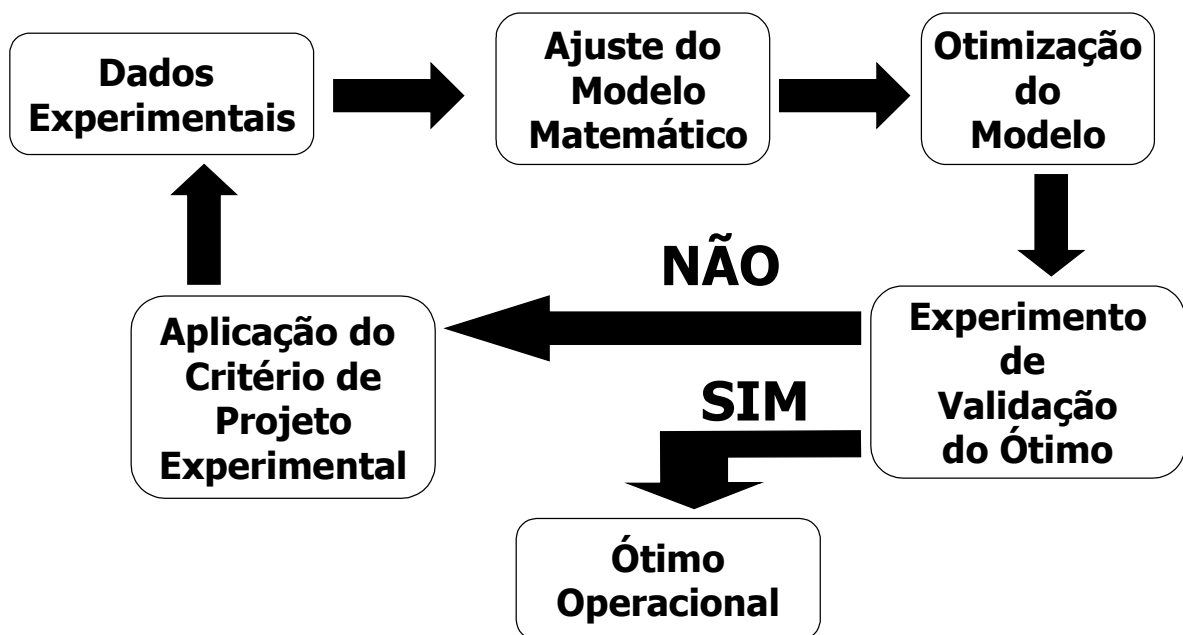 Dados
Experimentais
Ajuste do
Modelo
Matemático
Otimização
do
Modelo
NÃO
Aplicação do
Critério de
Projeto
Experimental
Experimento
de
Validação
do Ótimo
SIM
Ótimo
Operacional